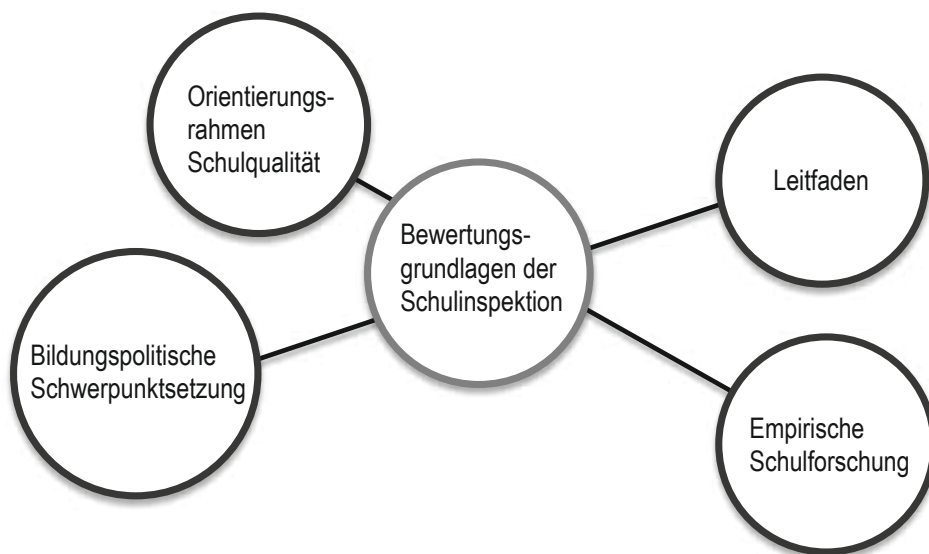 Orientierungs-
rahmen
Schulqualität
Leitfaden
Bewertungs-
grundlagen der
Schulinspektion
Bildungspolitische
Schwerpunktsetzung
Empirische
Schulforschung